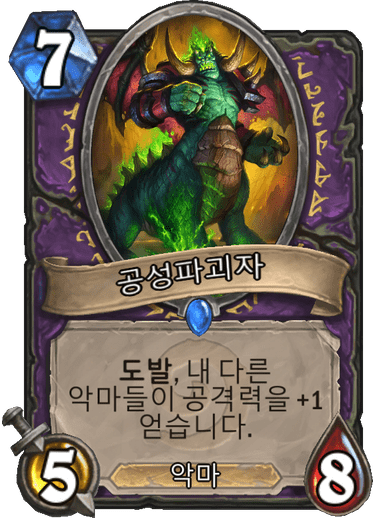 7
공성파괴자
도발, 내 다른
악마들이 공격력을 +1
얻습니다.
악마
5
8